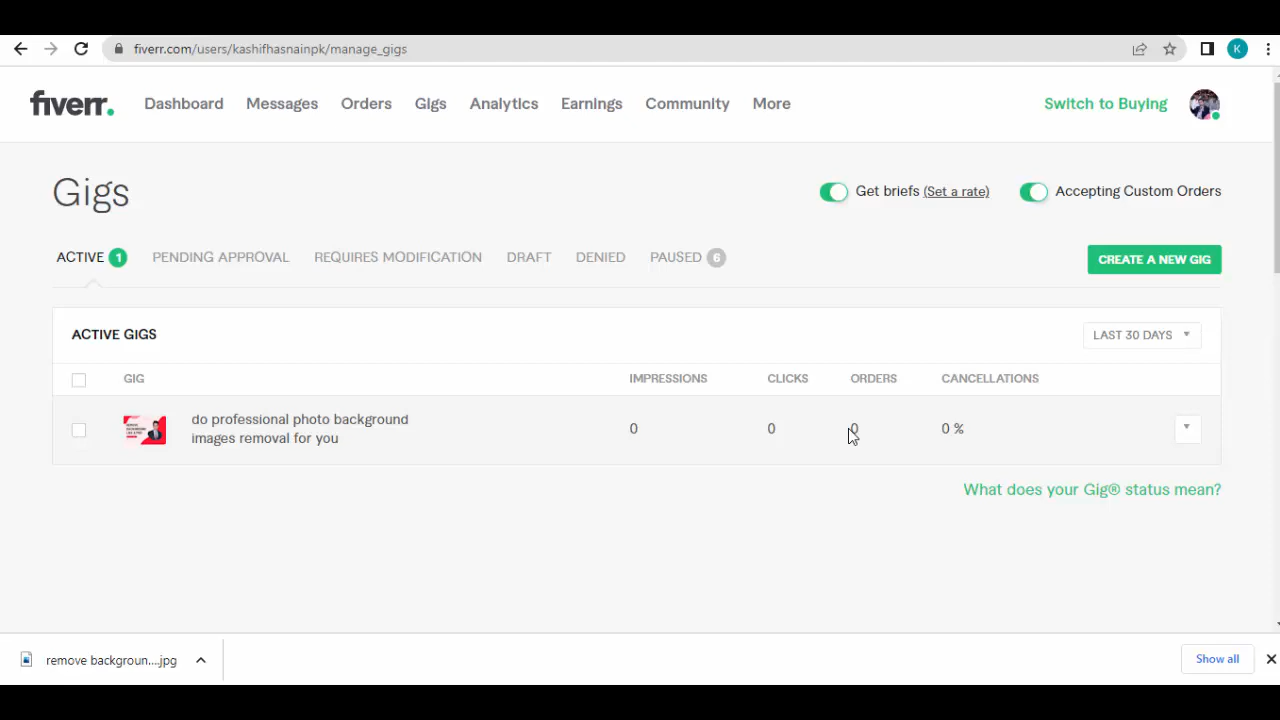 fiverr.com/users/kashifhasnainpk/manage_gigs
K
fiverr. Dashboard Messages Orders Gigs Analytics Earnings Community More Switch to Buying
Gigs
Get briefs (Set a rate) Accepting Custom Orders
ACTIVE 1 PENDING APPROVAL REQUIRES MODIFICATION DRAFT DENIED PAUSED 6
CREATE A NEW GIG
ACTIVE GIGS
LAST 30 DAYS
GIG IMPRESSIONS CLICKS ORDERS CANCELLATIONS
do professional photo background
images removal for you
0 0 0 0 %
What does your Gig® status mean?
remove backgroun....jpg
Show all